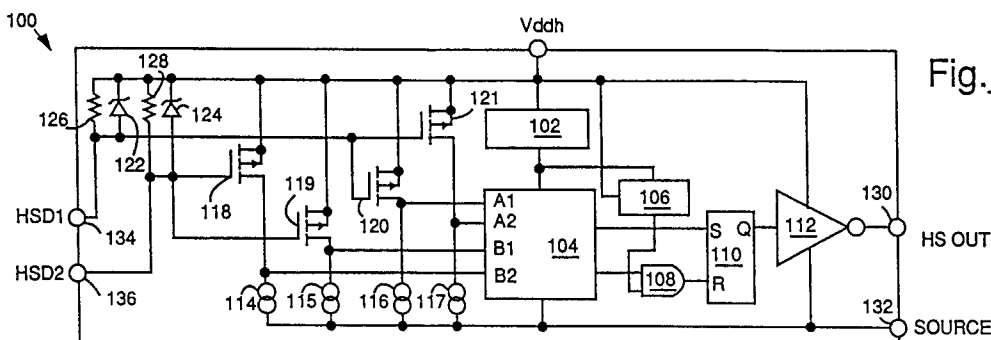 100
Vddh
Fig.
128
126
124
122
121
102
119
118
120
106
HSD1
134
A1
A2
B1
B2
104
S
Q
R
110
112
130
HS OUT
HSD2
136
114
115
116
117
108
132
SOURCE